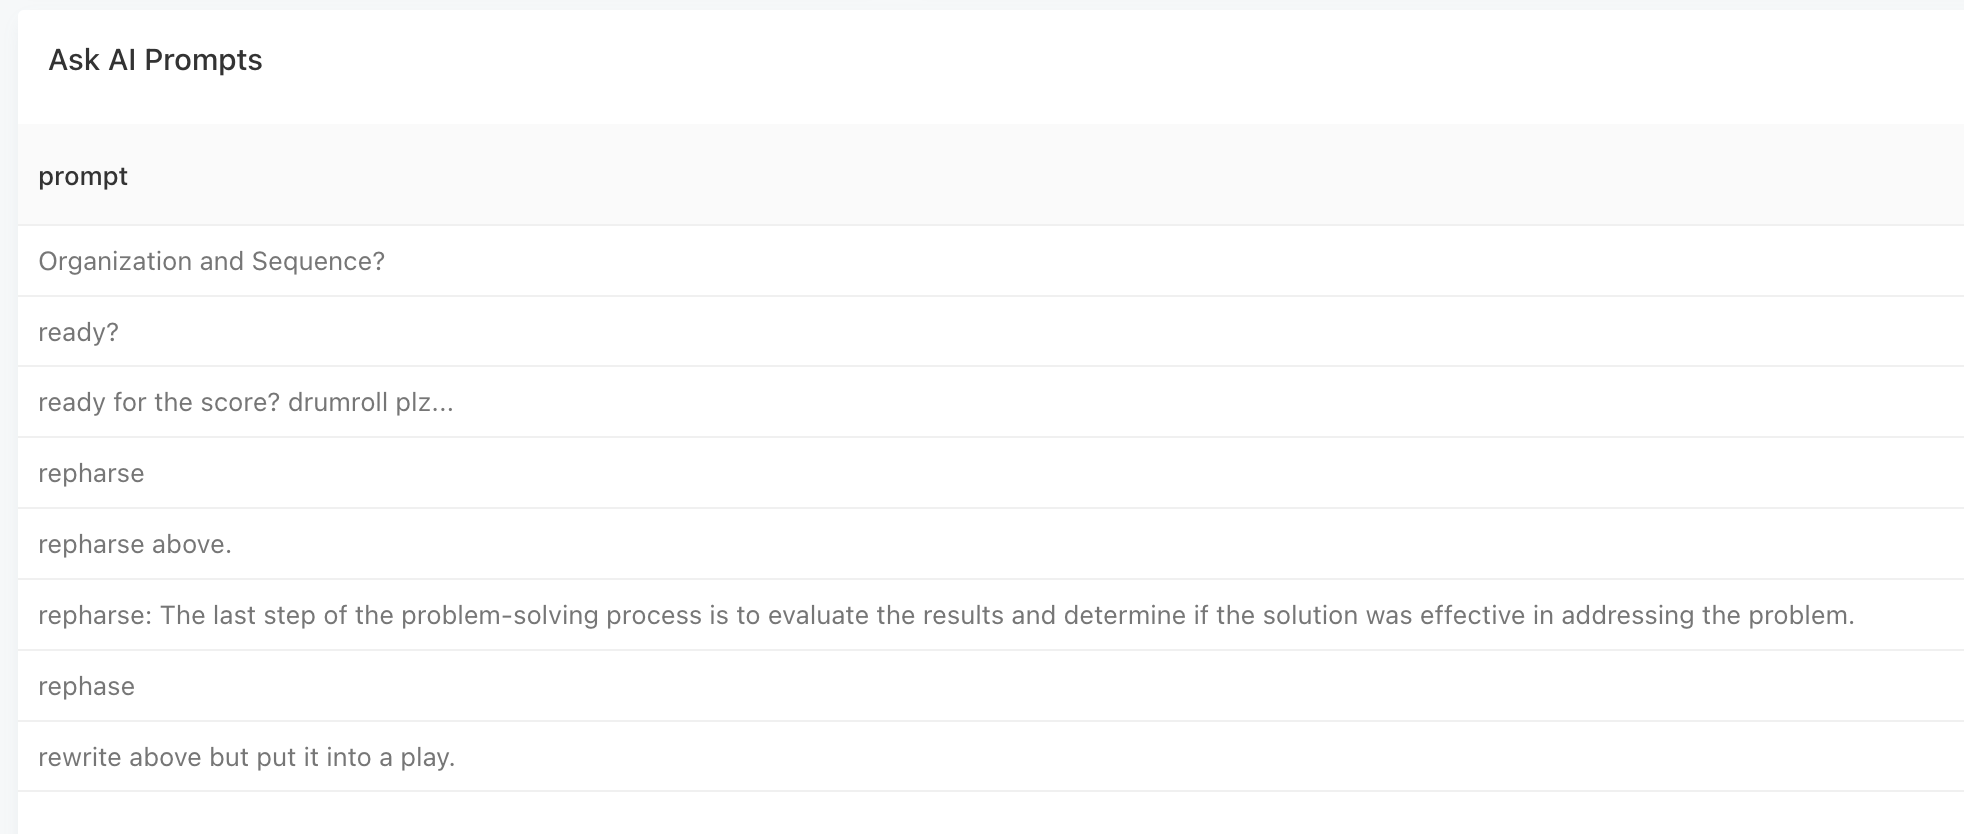 Ask AI Prompts
prompt
Organization and Sequence?
ready?
ready for the score? drumroll plz...
repharse
repharse above.
repharse: The last step of the problem-solving process is to evaluate the results and determine if the solution was effective in addressing the problem.
rephase
rewrite above but put it into a play.